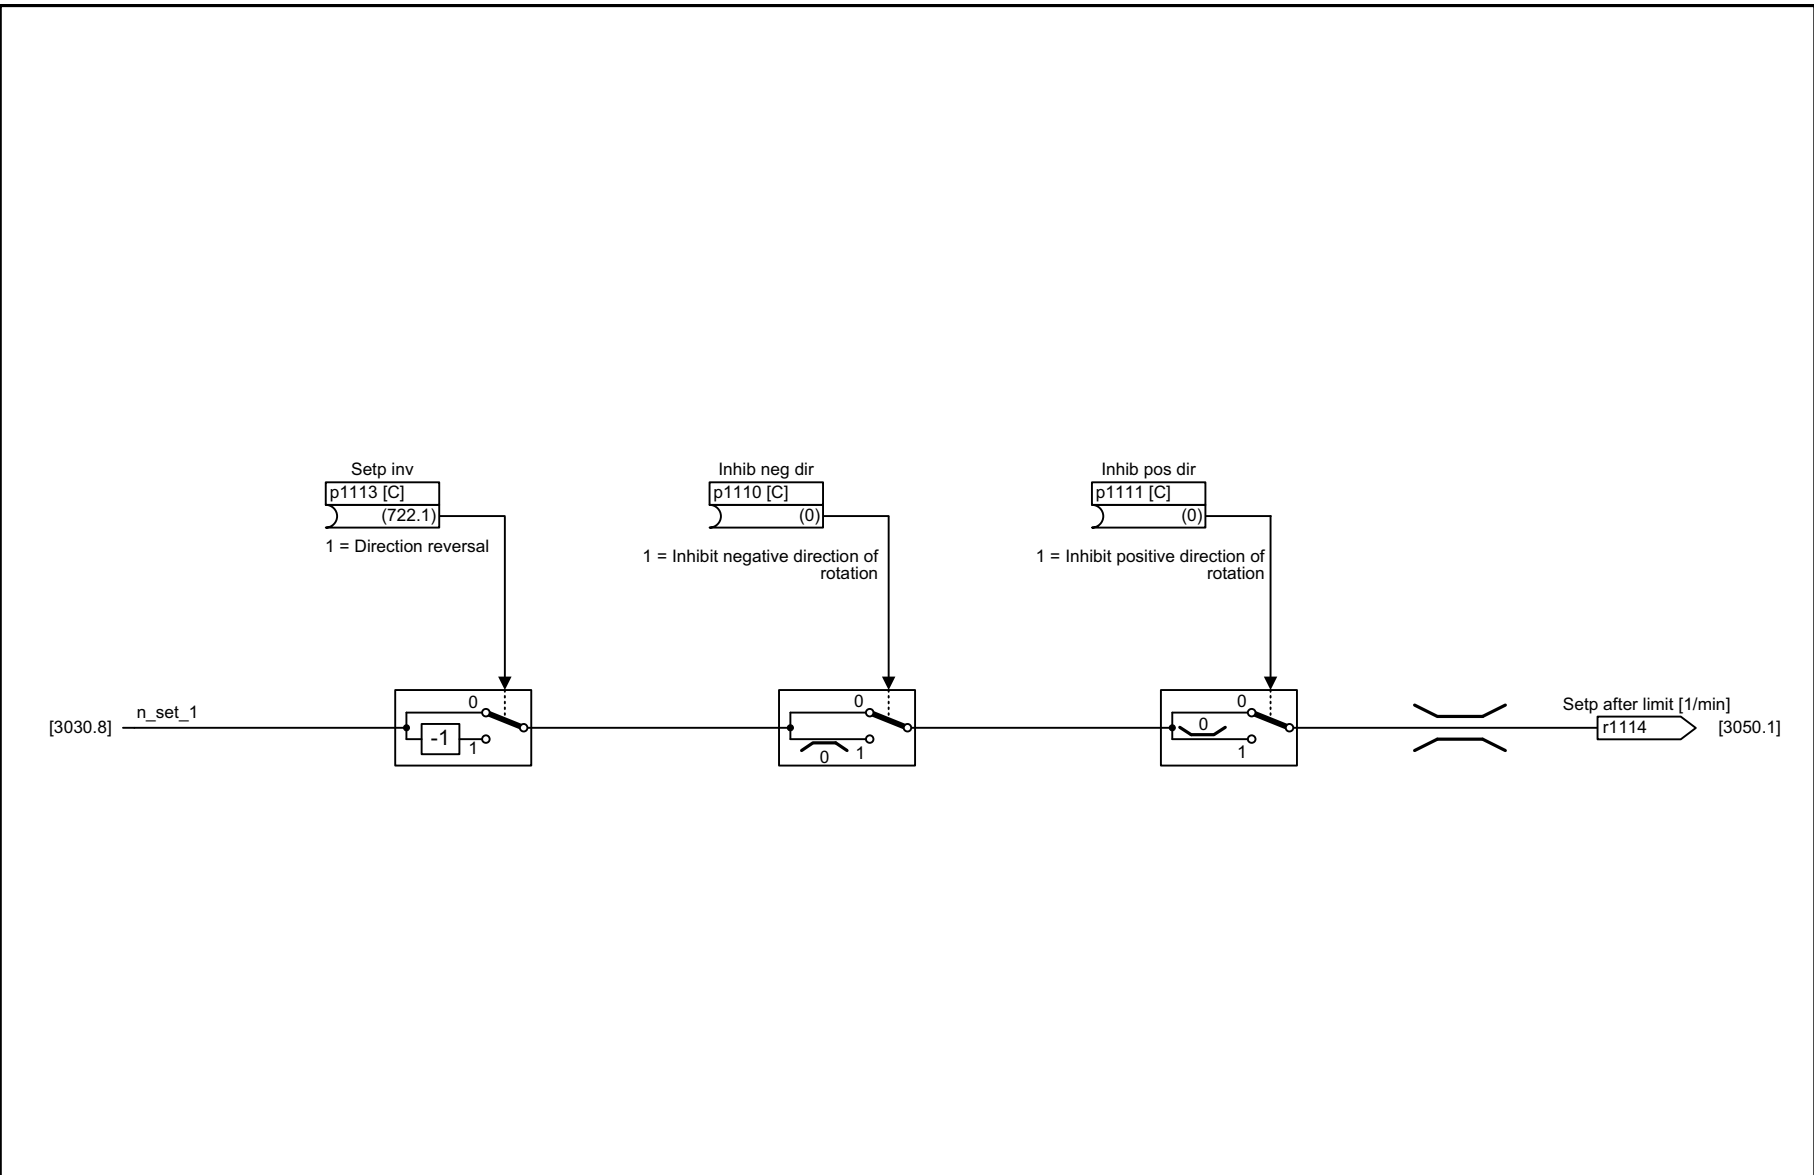 Setp inv
p1113 [C]
(722.1)
1 = Direction reversal
Inhib neg dir
p1110 [C]
(0)
1 = Inhibit negative direction of
rotation
Inhib pos dir
p1111 [C]
(0)
1 = Inhibit positive direction of
rotation
[3030.8]
n_set_1
0
-1
1
0
0
1
0
0
1
Setp after limit [1/min]
r1114
[3050.1]